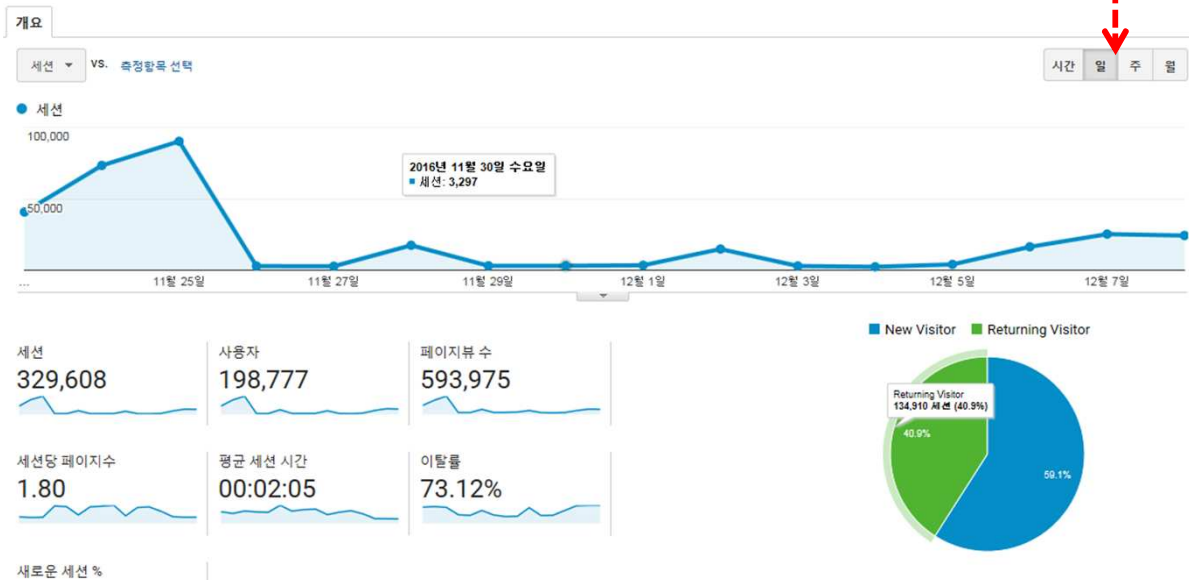 개요
세션 VS. 측정항목 선택
시간 일 주 월
세션
100,000
2016년 11월 30일 수요일
세션: 3,297
50,000
... 11월 25일 11월 27일 11월 29일 12월 1일 12월 3일 12월 5일 12월 7일
New Visitor Returning Visitor
세션 사용자 페이지뷰 수
329,608 198,777 593,975
Returning Visitor
134,910 세션 (40.9%)
40.9%
세션당 페이지수 평균 세션 시간 이탈률
1.80 00:02:05 73.12%
59.1%
새로운 세션 %